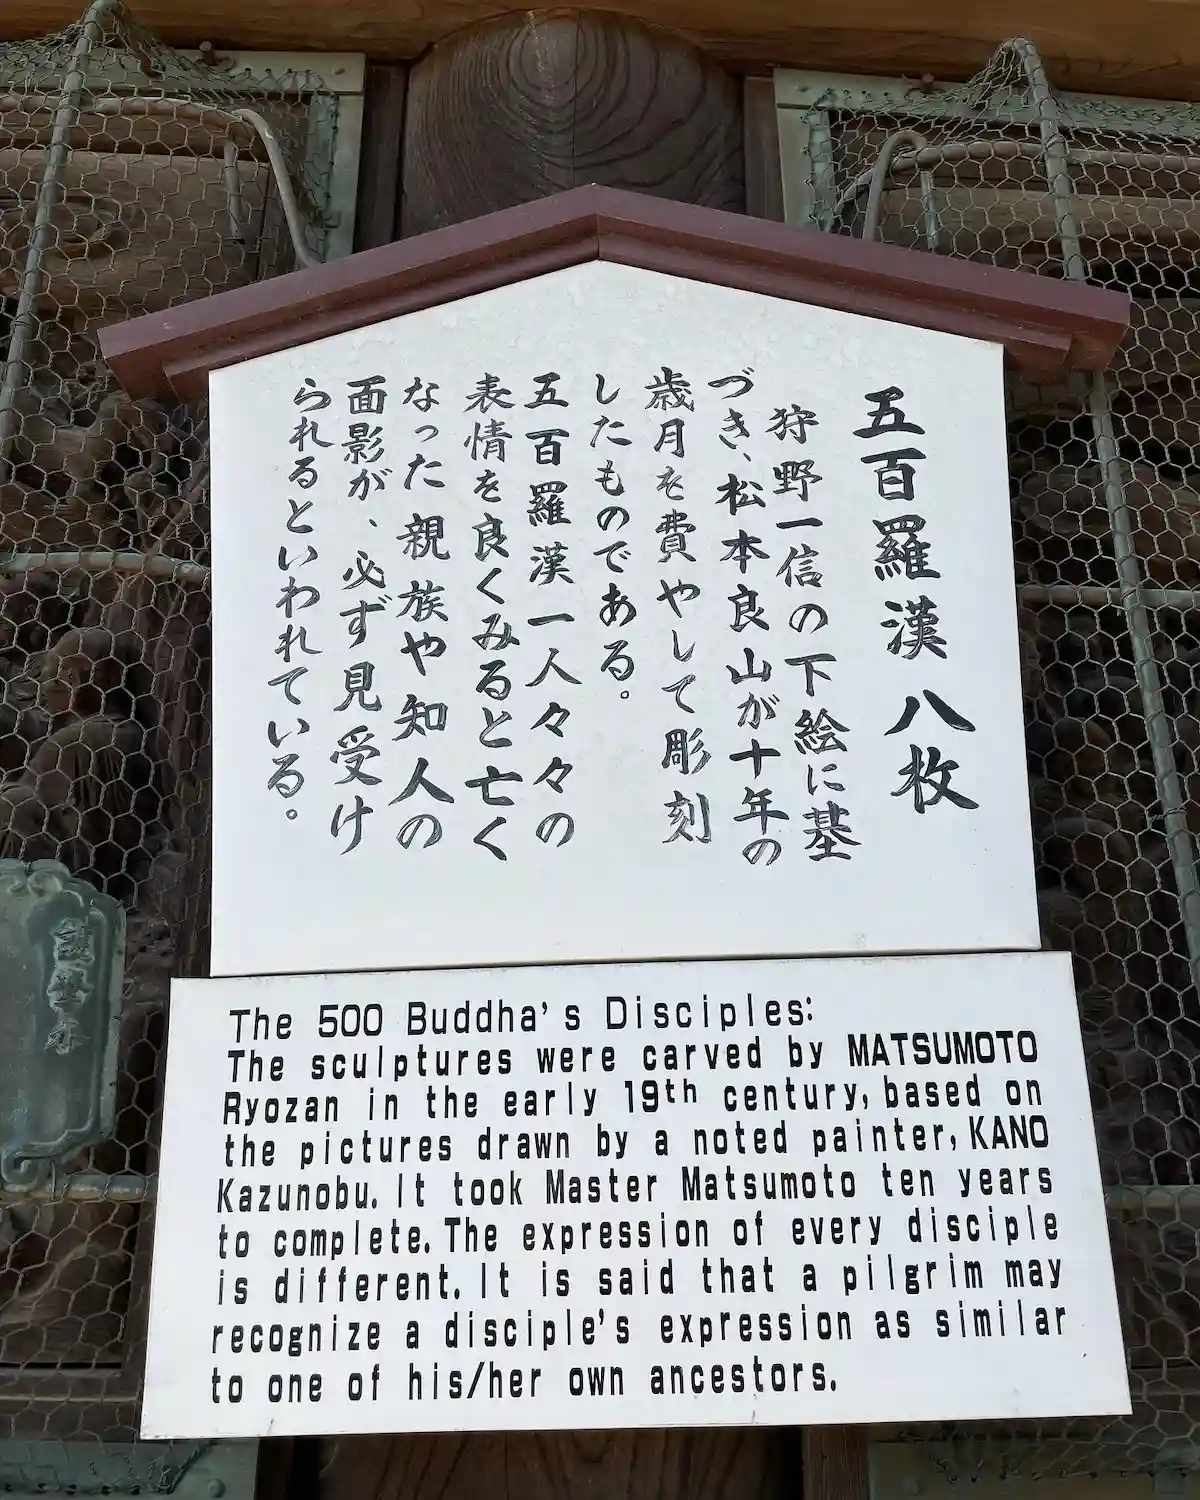 五百羅漢 八枚
狩野一信の下絵に基
づき、松本良山が十年の
歳月を費やして彫刻
したものである。
五百羅漢一人々々の
表情を良くみると亡く
なった親族や知人の
面影が、必ず見受け
られるといわれている。
The 500 Buddha's Disciples:
The sculptures were carved by MATSUMOTO
Ryozan in the early 19th century, based on
the pictures drawn by a noted painter, KANO
Kazunobu. It took Master Matsumoto ten years
to complete. The expression of every disciple
is different. It is said that a pilgrim may
recognize a disciple's expression as similar
to one of his/her own ancestors.